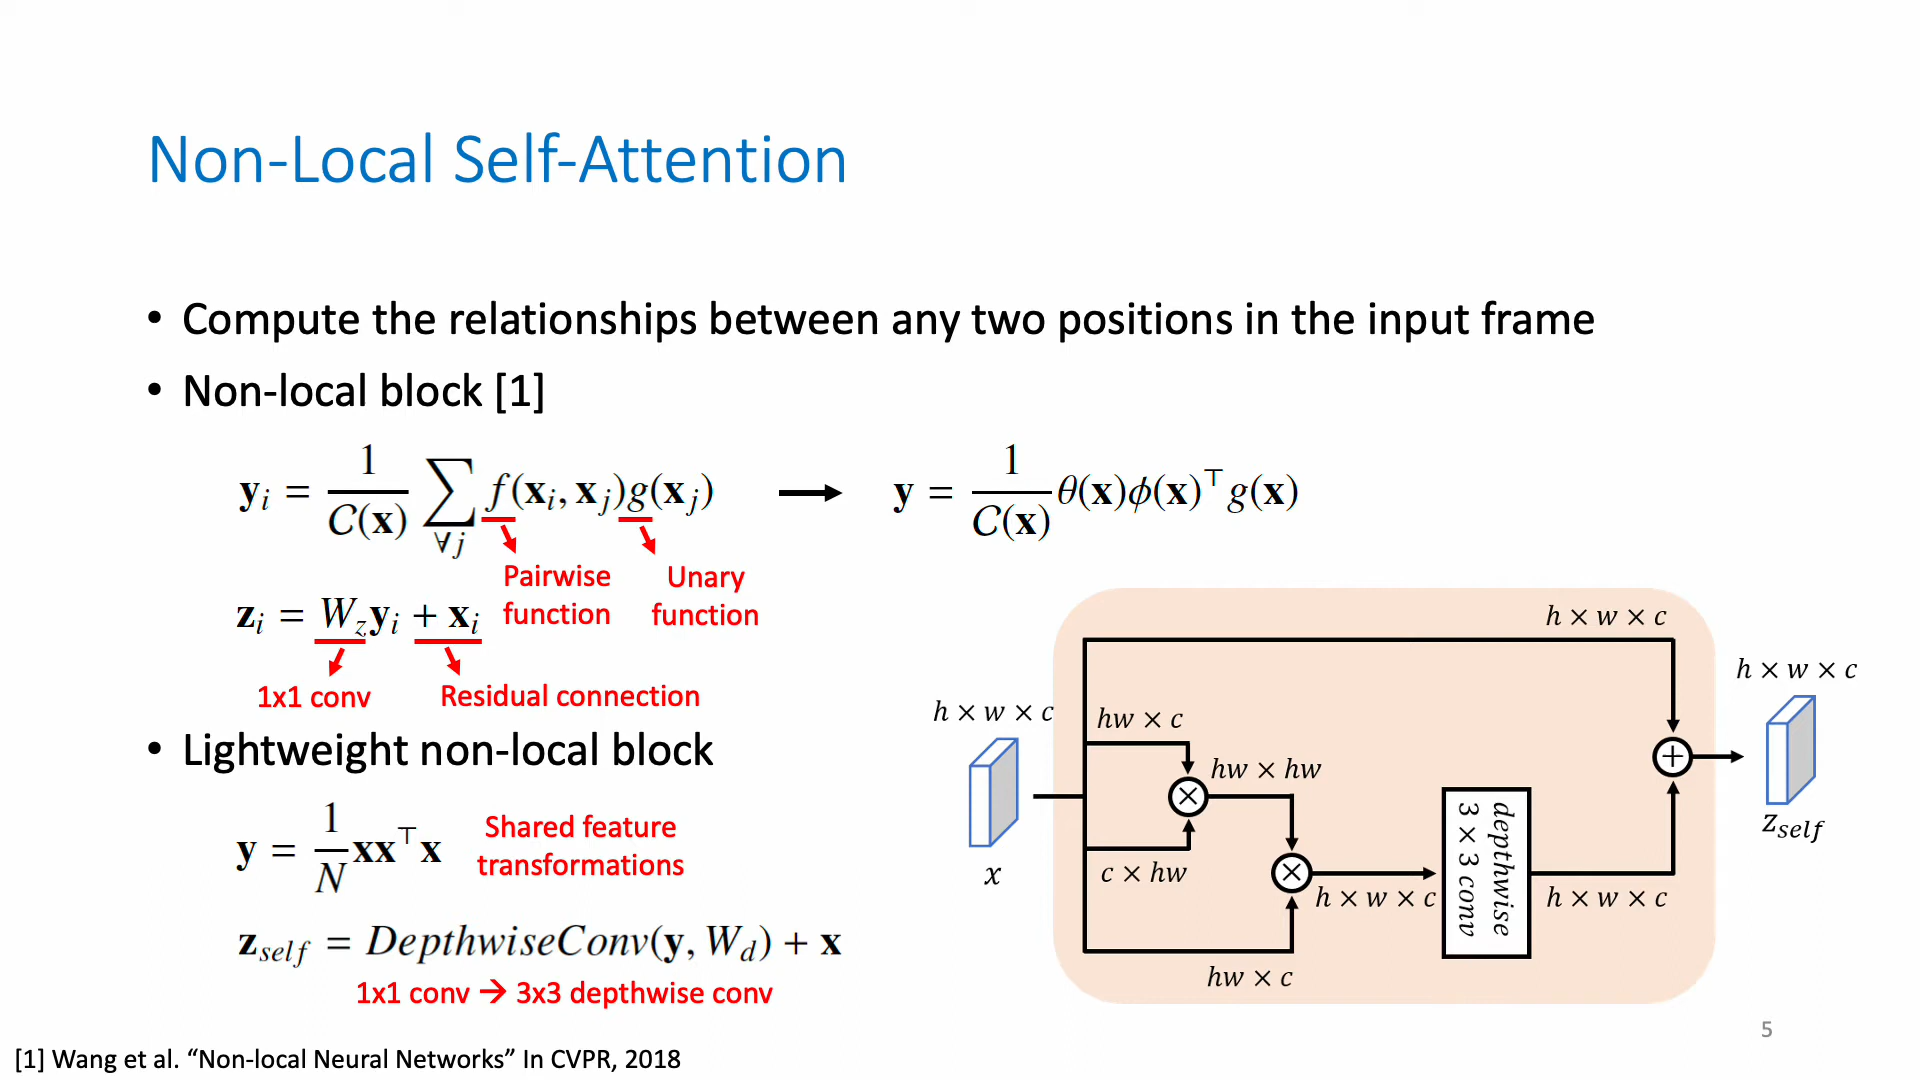 Non-Local Self-Attention
• Compute the relationships between any two positions in the input frame
• Non-local block [1]
y_i = 1/C(x) ∑_{∀j} f(x_i, x_j)g(x_j) → y = 1/C(x) θ(x)ϕ(x)^⊤ g(x)
Pairwise function
Unary function
z_i = W_z y_i + x_i
1x1 conv
Residual connection
• Lightweight non-local block
y = 1/N xx^⊤x
Shared feature transformations
z_self = DepthwiseConv(y, W_d) + x
1x1 conv → 3x3 depthwise conv
h × w × c
x
h × w × c
hw × c
hw × hw
c × hw
hw × c
h × w × c
depthwise
3 × 3 conv
h × w × c
h × w × c
z_self
5
[1] Wang et al. “Non-local Neural Networks” In CVPR, 2018